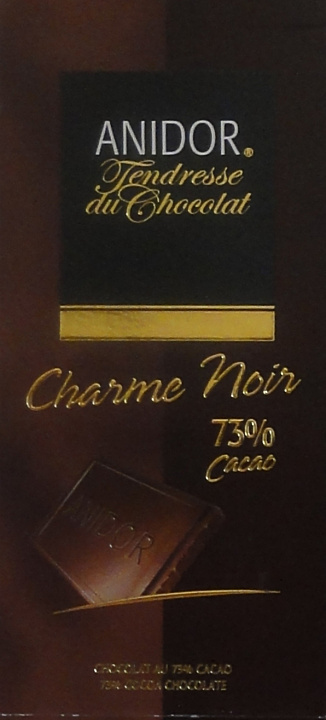 ANIDOR®
Tendresse
du Chocolat
Charme Noir
73%
Cacao
ANIDOR
CHOCOLAT AU 73% CACAO
73% COCOA CHOCOLATE